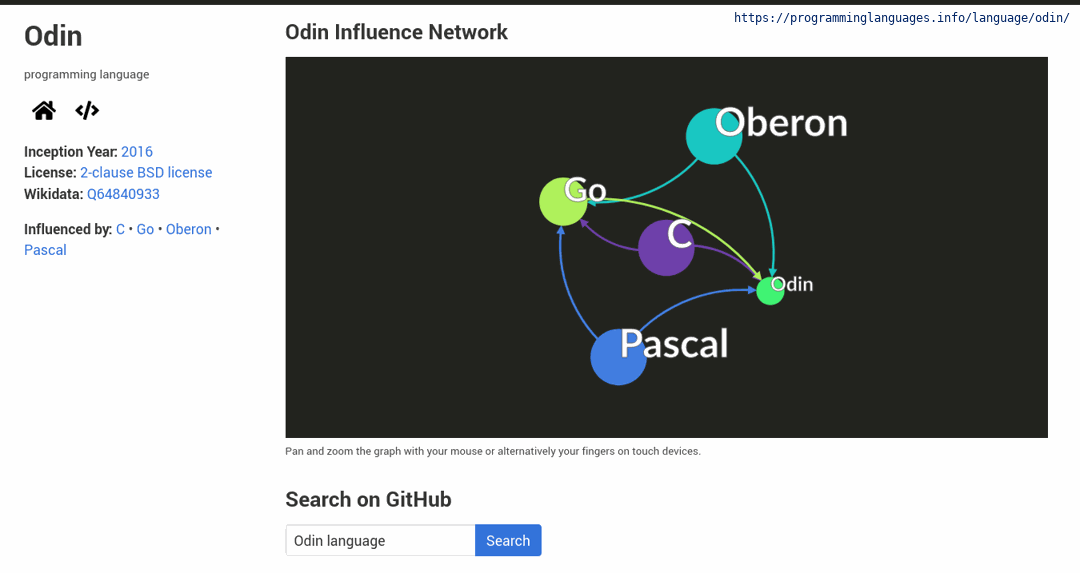 https://programminglanguages.info/language/odin/
Odin
programming language
Inception Year: 2016
License: 2-clause BSD license
Wikidata: Q64840933
Influenced by: C • Go • Oberon •
Pascal
Odin Influence Network
Oberon
Go
C
Odin
Pascal
Pan and zoom the graph with your mouse or alternatively your fingers on touch devices.
Search on GitHub
Odin language
Search